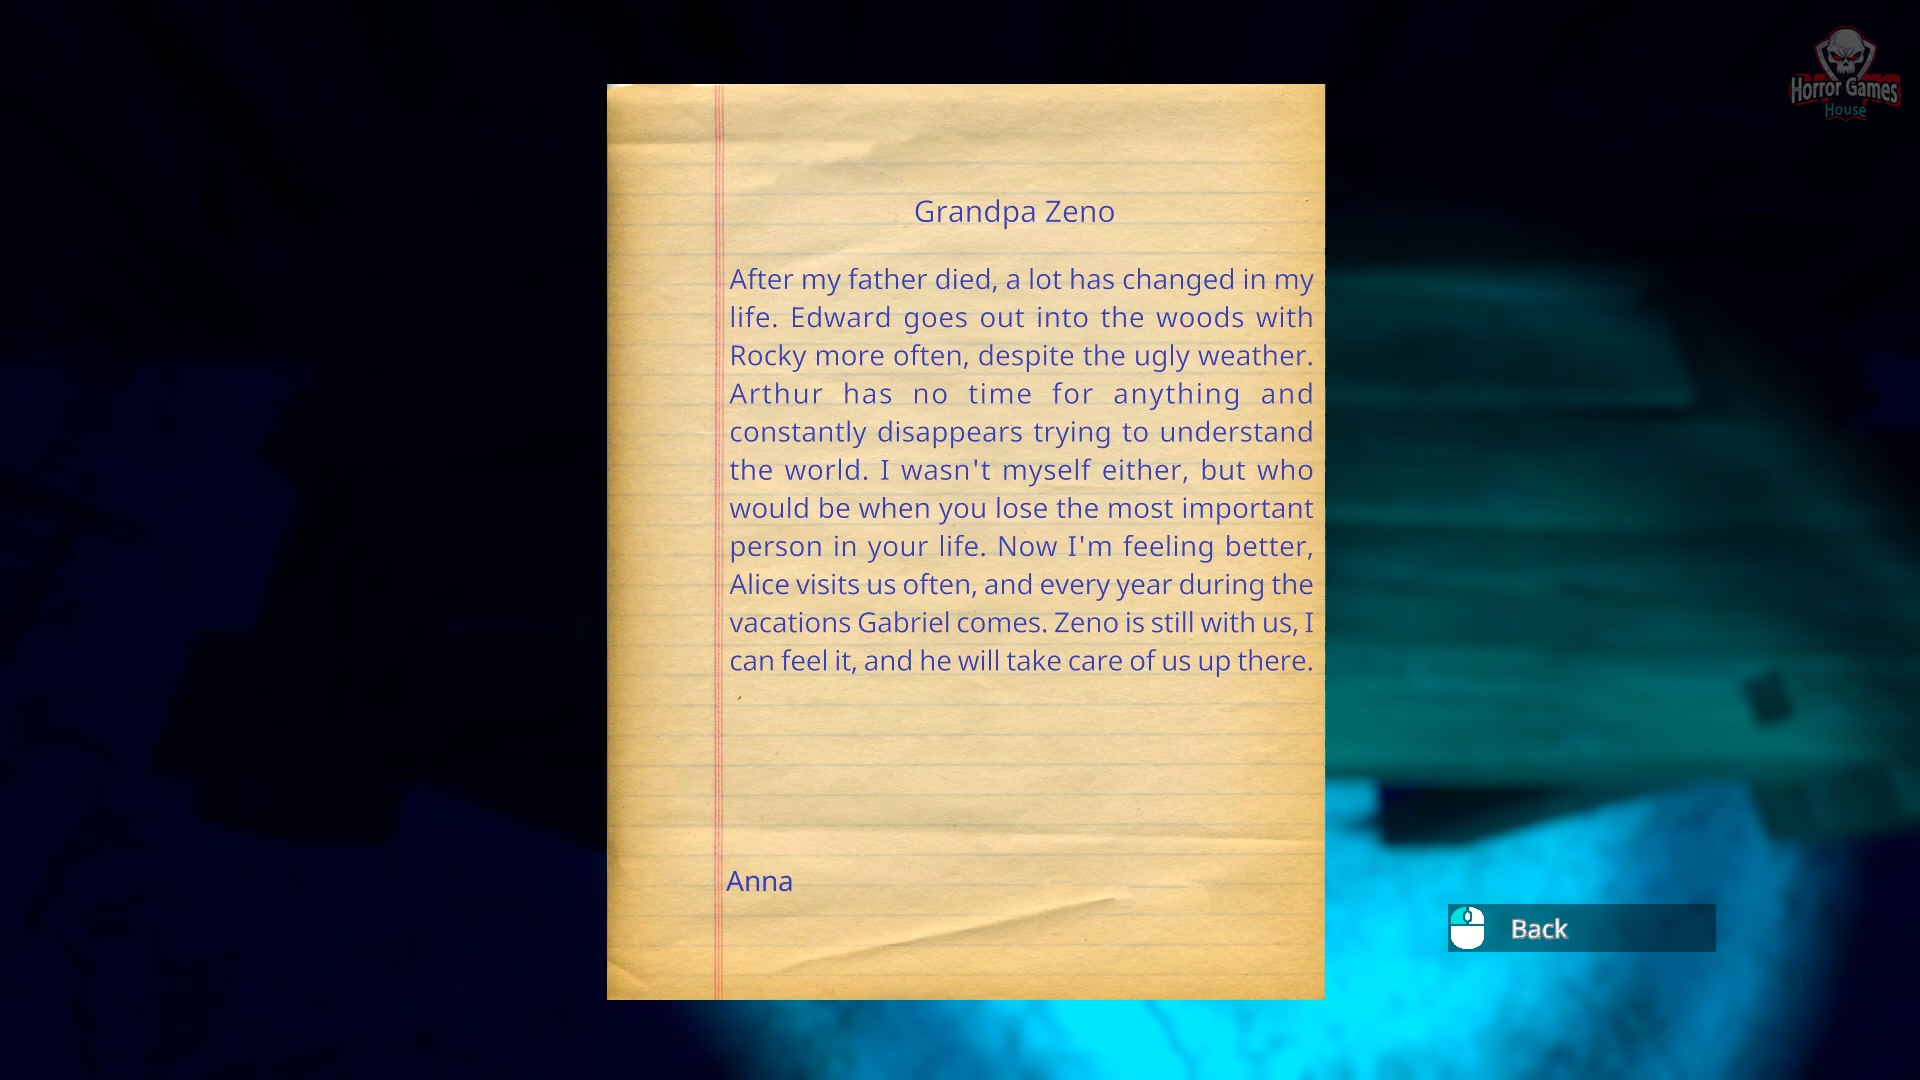 Horror Games
House
Grandpa Zeno
After my father died, a lot has changed in my
life. Edward goes out into the woods with
Rocky more often, despite the ugly weather.
Arthur has no time for anything and
constantly disappears trying to understand
the world. I wasn't myself either, but who
would be when you lose the most important
person in your life. Now I'm feeling better,
Alice visits us often, and every year during the
vacations Gabriel comes. Zeno is still with us, I
can feel it, and he will take care of us up there.
Anna
Back